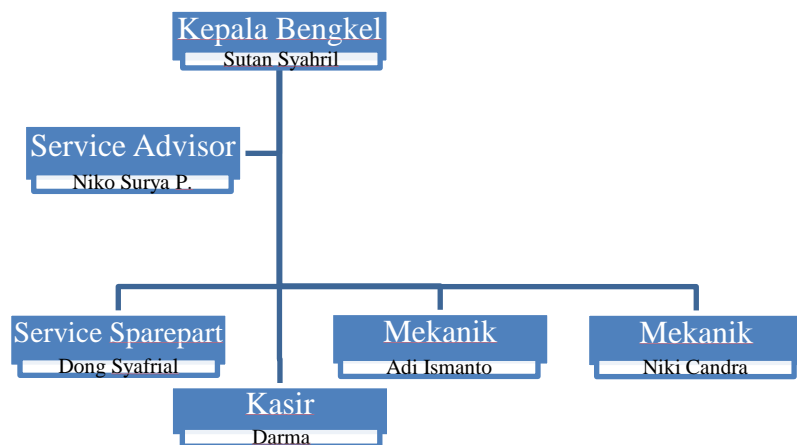 Kepala Bengkel
Sutan Syahril
Service Advisor
Niko Surya P.
Service Sparepart
Dong Syafrial
Mekanik
Adi Ismanto
Mekanik
Niki Candra
Kasir
Darma